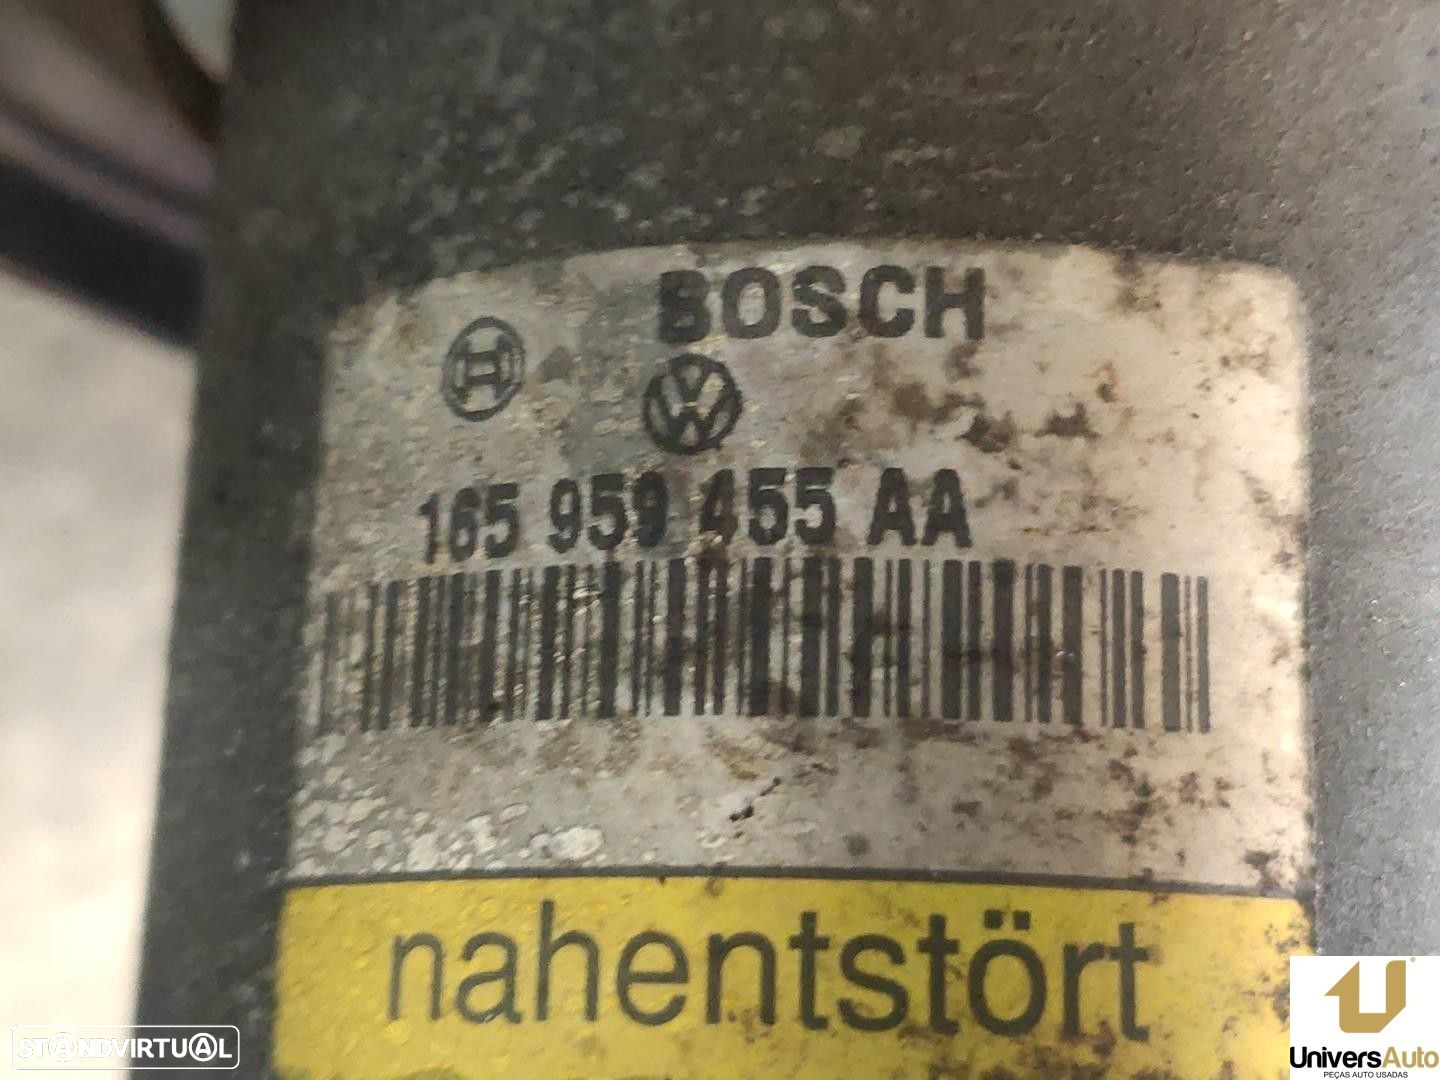 BOSCH
165 959 455 AA
nahentstört
STANDVIRTUAL
UniversAuto
PEÇAS AUTO USADAS